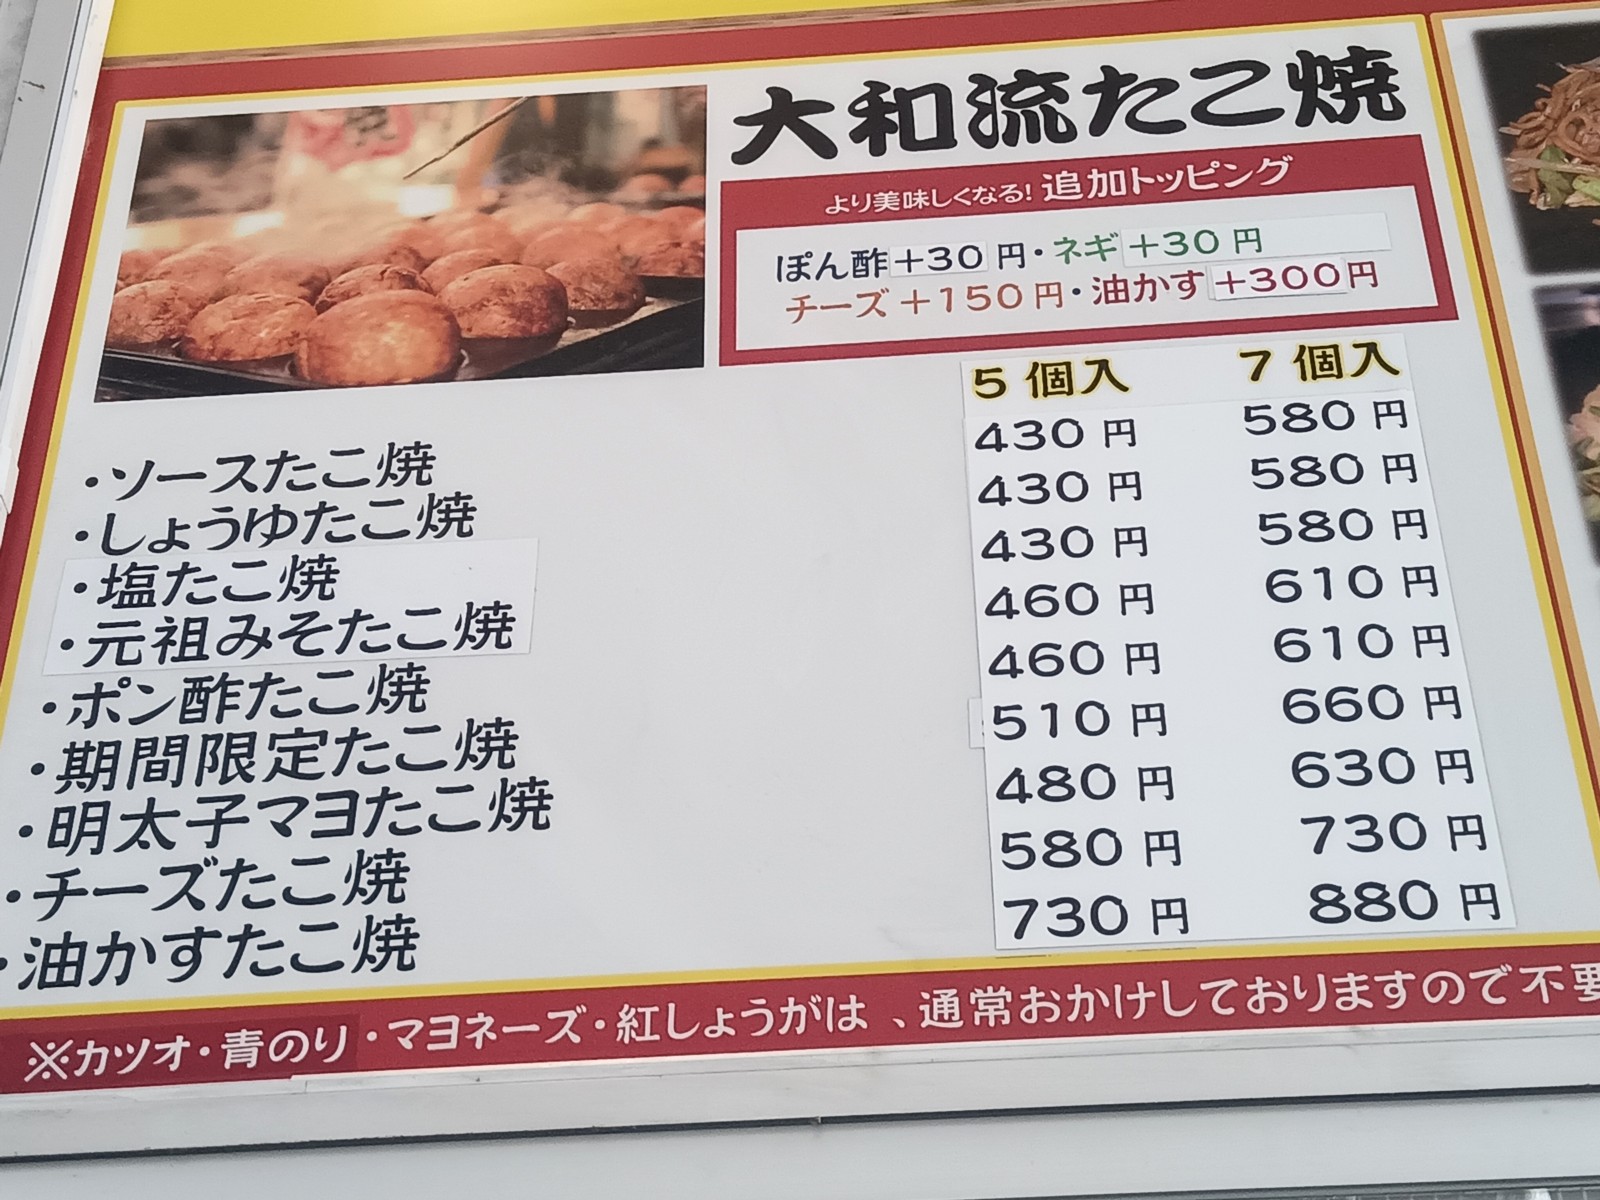 大和流たこ焼
より美味しくなる!追加トッピング
ぽん酢+30円・ネギ+30円
チーズ+150円・油かす+300円
5個入 7個入
・ソースたこ焼 430円 580円
・しょうゆたこ焼 430円 580円
・塩たこ焼 430円 580円
・元祖みそたこ焼 460円 610円
・ポン酢たこ焼 460円 610円
・期間限定たこ焼 510円 660円
・明太子マヨたこ焼 480円 630円
・チーズたこ焼 580円 730円
・油かすたこ焼 730円 880円
※カツオ・青のり・マヨネーズ・紅しょうがは、通常おかけしておりますので不要